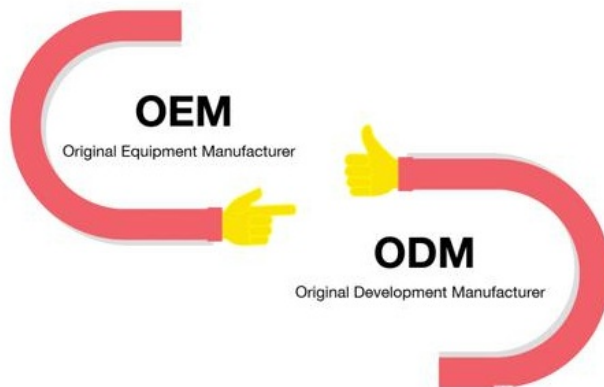 OEM
Original Equipment Manufacturer
ODM
Original Development Manufacturer